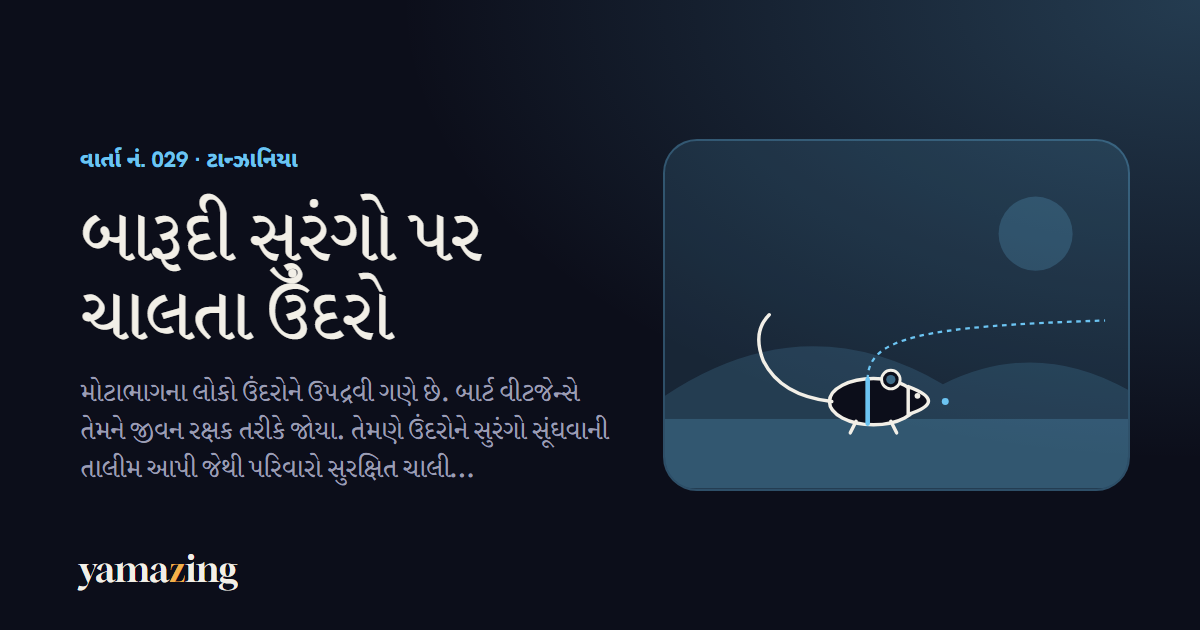 વાર્તા નં. 029 · ટાન્ઝાનિયા
બારૂદી સુરંગો પર
ચાલતા ઉંદરો
મોટાભાગના લોકો ઉંદરોને ઉપદ્રવી ગણે છે. બાર્ટ વીટજેન્સે
તેમને જીવન રક્ષક તરીકે જોયા. તેમણે ઉંદરોને સુરંગો સૂંઘવાની
તાલીમ આપી જેથી પરિવારો સુરક્ષિત ચાલી...
yamazing